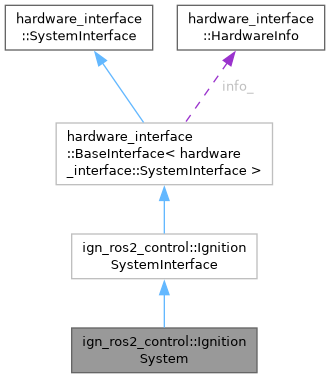 hardware_interface
::SystemInterface
hardware_interface
::HardwareInfo
info_
hardware_interface
::BaseInterface< hardware
_interface::SystemInterface >
ign_ros2_control::Ignition
SystemInterface
ign_ros2_control::Ignition
System